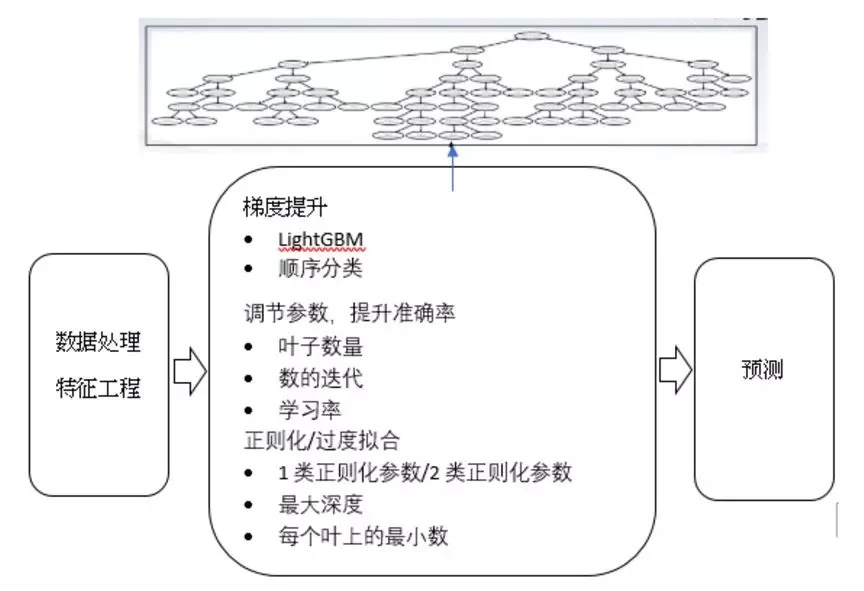 梯度提升
LightGBM
顺序分类
调节参数，提升准确率
叶子数量
数的迭代
学习率
正则化/过度拟合
1 类正则化参数/2 类正则化参数
最大深度
每个叶上的最小数
数据处理
特征工程
预测